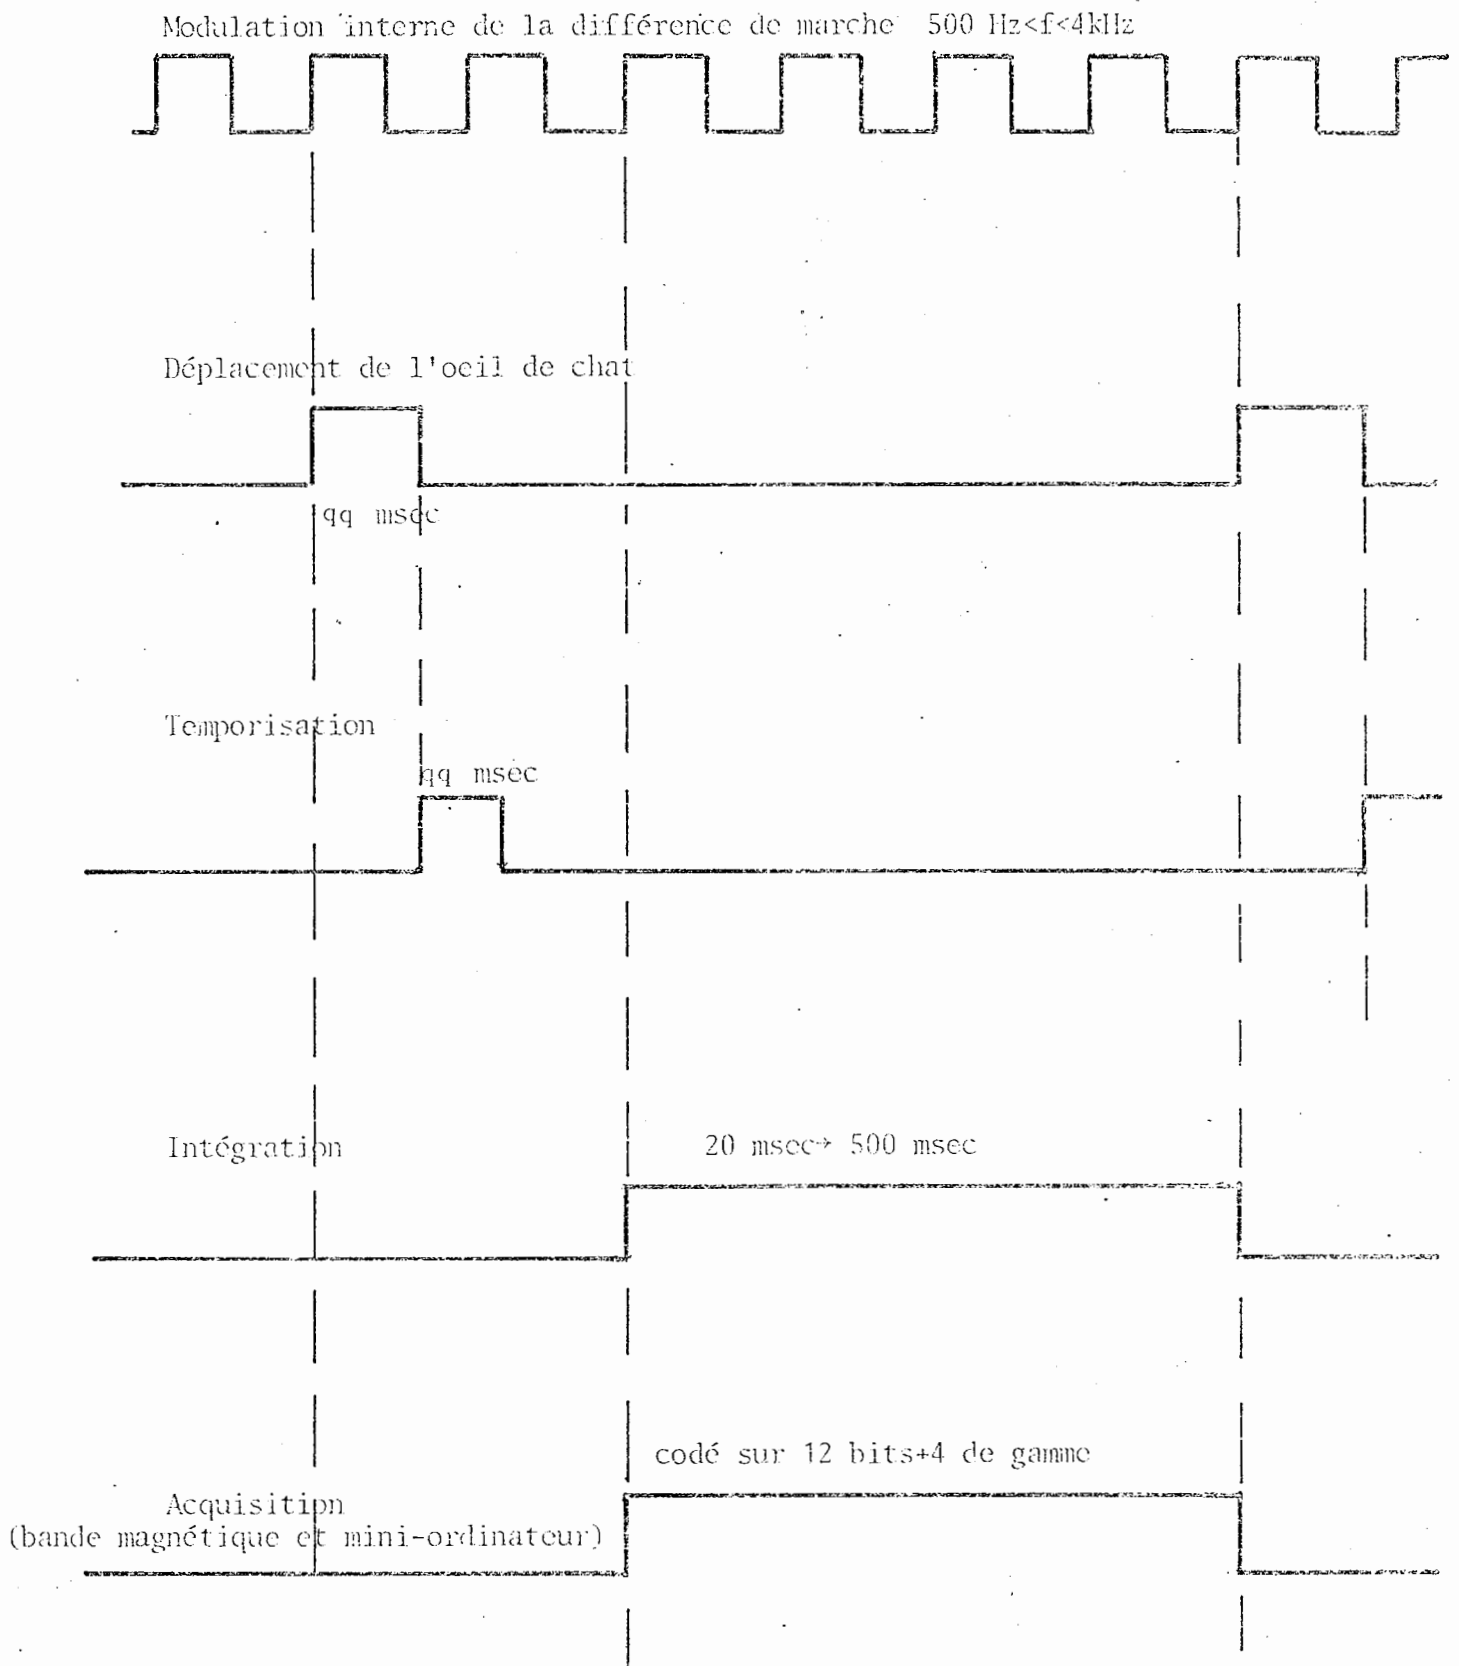 Modulation interne de la différence de marche 500 Hz<f<4kHz
Déplacement de l'oeil de chat
qq msec
Temporisation
qq msec
Intégration
20 msec→ 500 msec
codé sur 12 bits+4 de gamme
Acquisition
(bande magnétique et mini-ordinateur)